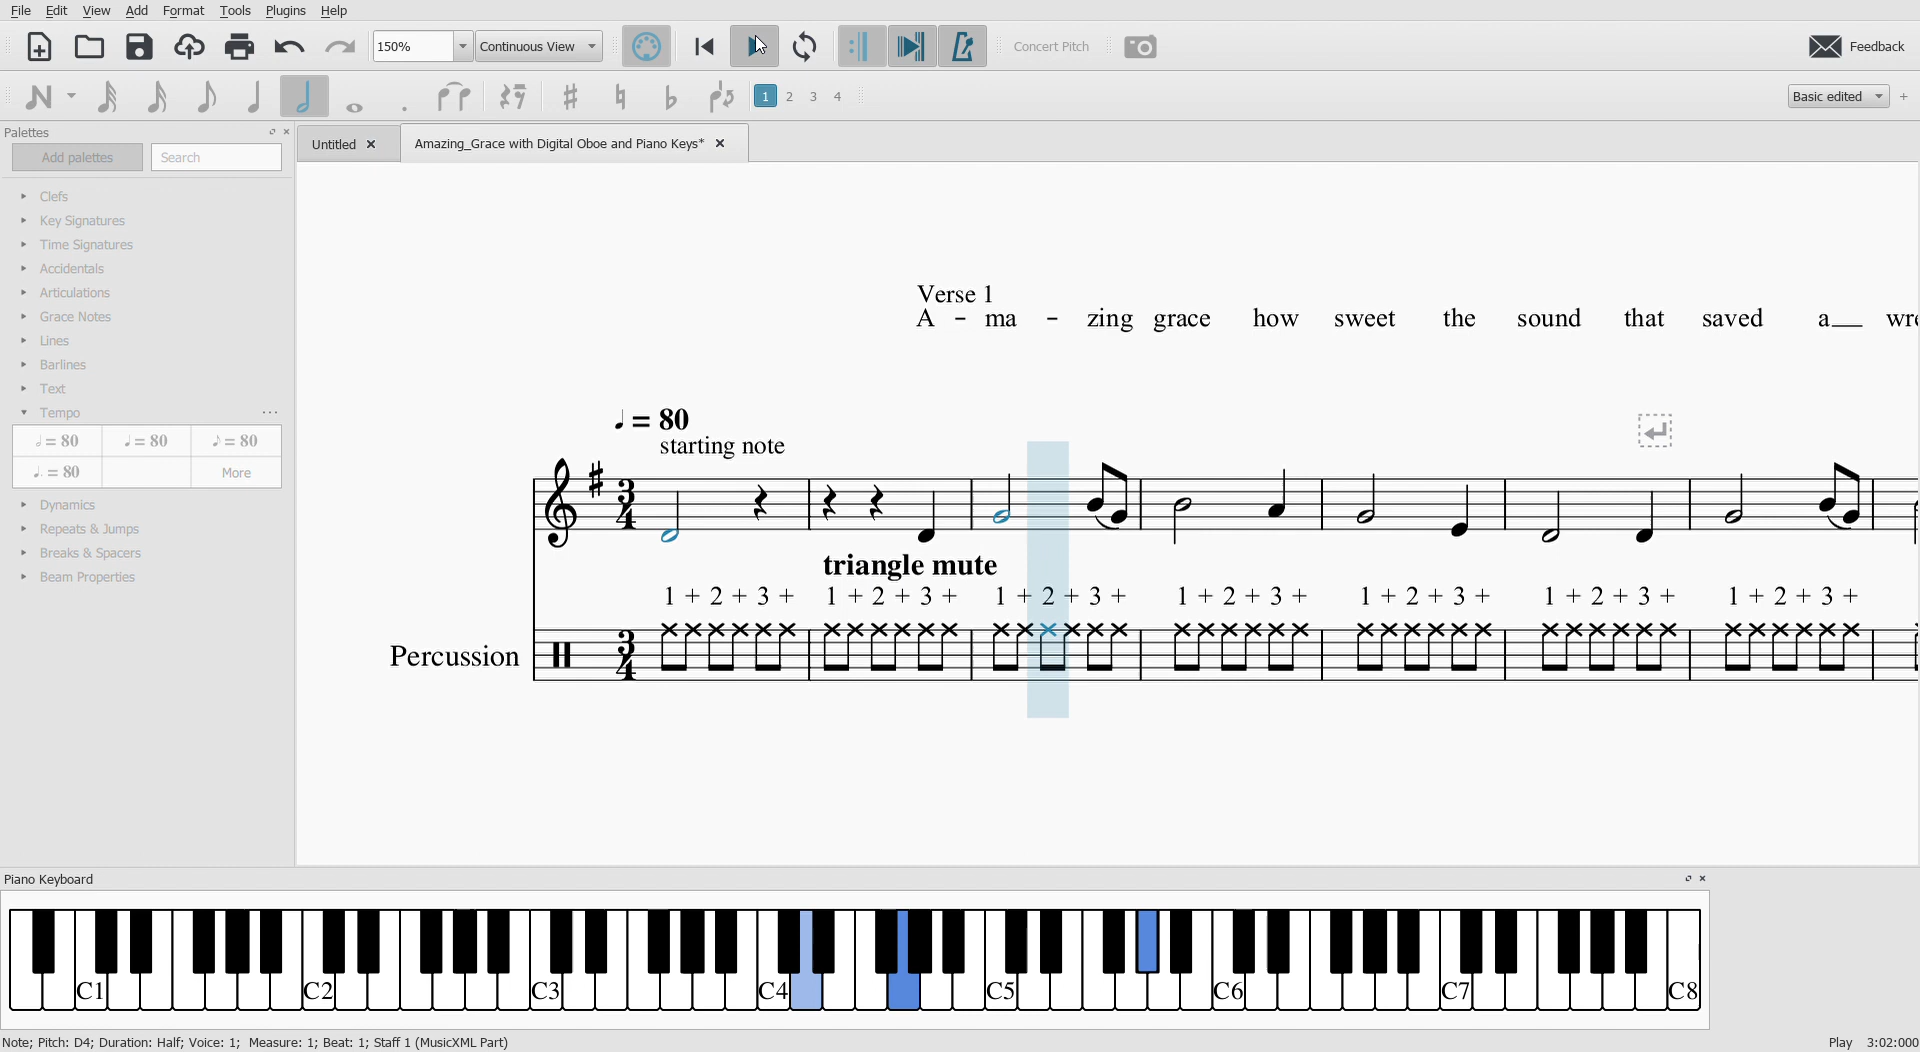 File Edit View Add Format Tools Plugins Help
150% Continuous View Concert Pitch Feedback
1 2 3 4 Basic edited +
Palettes
Add palettes Search
Untitled Amazing_Grace with Digital Oboe and Piano Keys*
Clefs
Key Signatures
Time Signatures
Accidentals
Articulations
Grace Notes
Lines
Barlines
Text
Tempo ...
= 80 = 80 = 80
= 80 More
Dynamics
Repeats & Jumps
Breaks & Spacers
Beam Properties
Verse 1
A - ma - zing grace how sweet the sound that saved a
= 80
starting note
3
4
triangle mute
1 + 2 + 3 + 1 + 2 + 3 + 1 + 2 + 3 + 1 + 2 + 3 + 1 + 2 + 3 + 1 + 2 + 3 + 1 + 2 + 3 +
Percussion
3
4
Piano Keyboard
C1 C2 C3 C4 C5 C6 C7 C8
Note; Pitch: D4; Duration: Half; Voice: 1; Measure: 1; Beat: 1; Staff 1 (MusicXML Part) Play 3:02:000